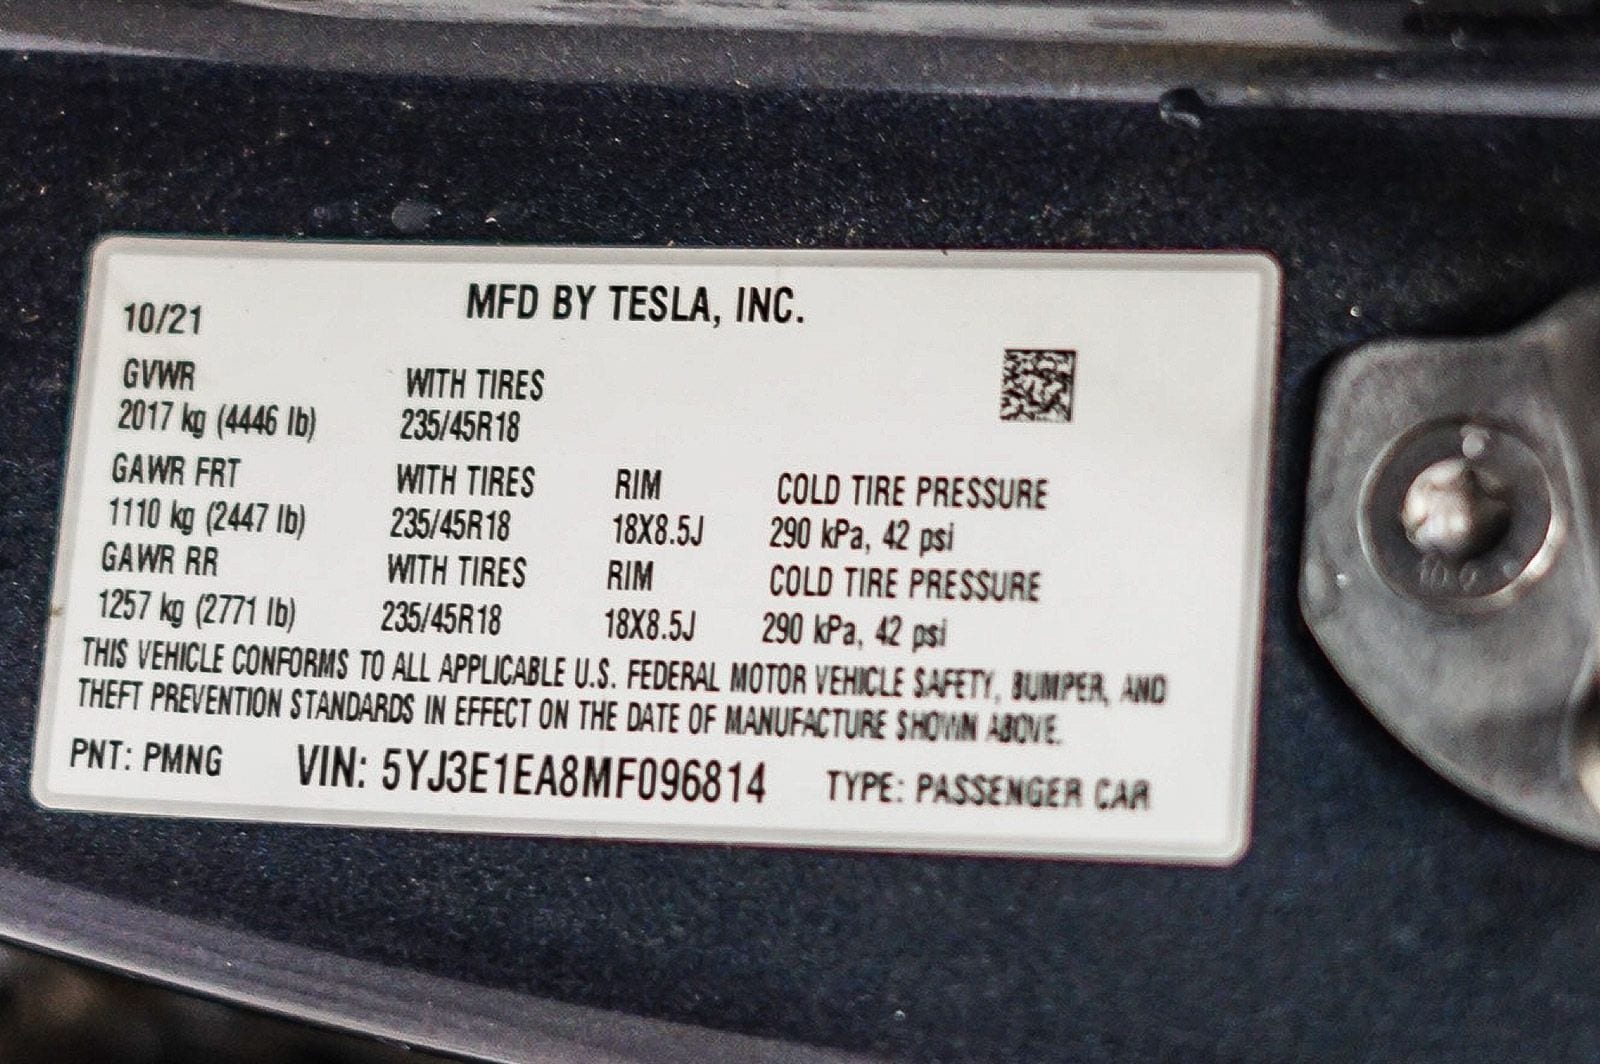 MFD BY TESLA, INC.
10/21
GVWR WITH TIRES
2017 kg (4446 lb) 235/45R18
GAWR FRT WITH TIRES RIM COLD TIRE PRESSURE
1110 kg (2447 lb) 235/45R18 18X8.5J 290 kPa, 42 psi
GAWR RR WITH TIRES RIM COLD TIRE PRESSURE
1257 kg (2771 lb) 235/45R18 18X8.5J 290 kPa, 42 psi
THIS VEHICLE CONFORMS TO ALL APPLICABLE U.S. FEDERAL MOTOR VEHICLE SAFETY, BUMPER, AND
THEFT PREVENTION STANDARDS IN EFFECT ON THE DATE OF MANUFACTURE SHOWN ABOVE.
PNT: PMNG VIN: 5YJ3E1EA8MF096814 TYPE: PASSENGER CAR